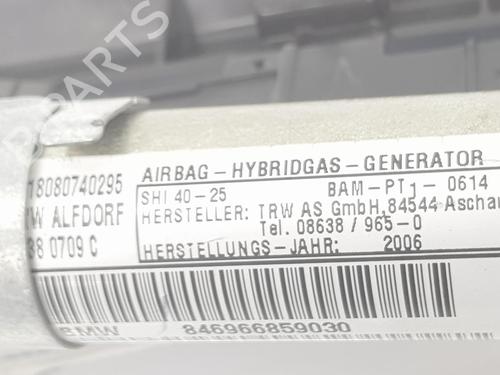 B PARTS
18080740295
W ALFDORF
38 0709 C
AIRBAG-HYBRIDGAS-GENERATOR
SHI 40-25 BAM-PT1-0614
HERSTELLER: TRW AS GmbH,84544 Aschau
Tel. 08638 / 965-0
HERSTELLUNGS-JAHR: 2006
BMW 846966859030